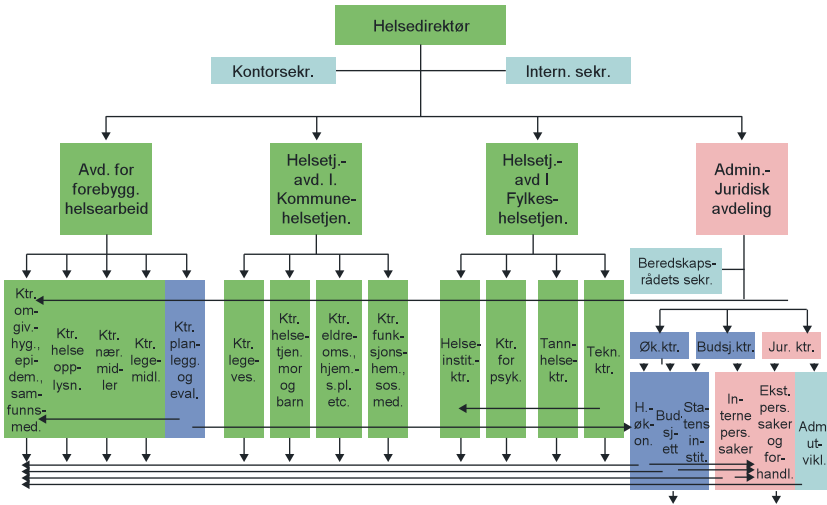 Helsedirektør
Kontorsekr.
Intern. sekr.
Avd. for
forebygg.
helsearbeid
Helsetj.-
avd. I.
Kommune-
helsetjen.
Helsetj.-
avd I
Fylkes-
helsetjen.
Admin.-
Juridisk
avdeling
Beredskaps-
rådets sekr.
Ktr.
om-
giv.-
hyg.,
epi-
dem.,
sam-
funns-
med.
Ktr.
helse
opp-
lysn.
Ktr.
nær.
midler
Ktr.
lege-
midl.
Ktr.
plan-
legg.
og
eval.
Ktr.
lege-
ves.
Ktr.
helse-
tjen.
mor
og
barn
Ktr.
eldre-
oms.,
hjem.-
s.pl.
etc.
Ktr.
funk-
sjons-
hem.,
sos.
med.
Helse-
instit.-
ktr.
Ktr.
for
psyk.
Tann-
helse-
ktr.
Tekn.
ktr.
Øk.ktr.
Budsj.ktr.
Jur. ktr.
H.-
øk-
on.
Bud-
sj-
ett
Sta-
tens
in-
stit.
In-
terne
pers.
saker
Ekst.
pers.
saker
og
for-
handl.
Adm
ut-
vikl.